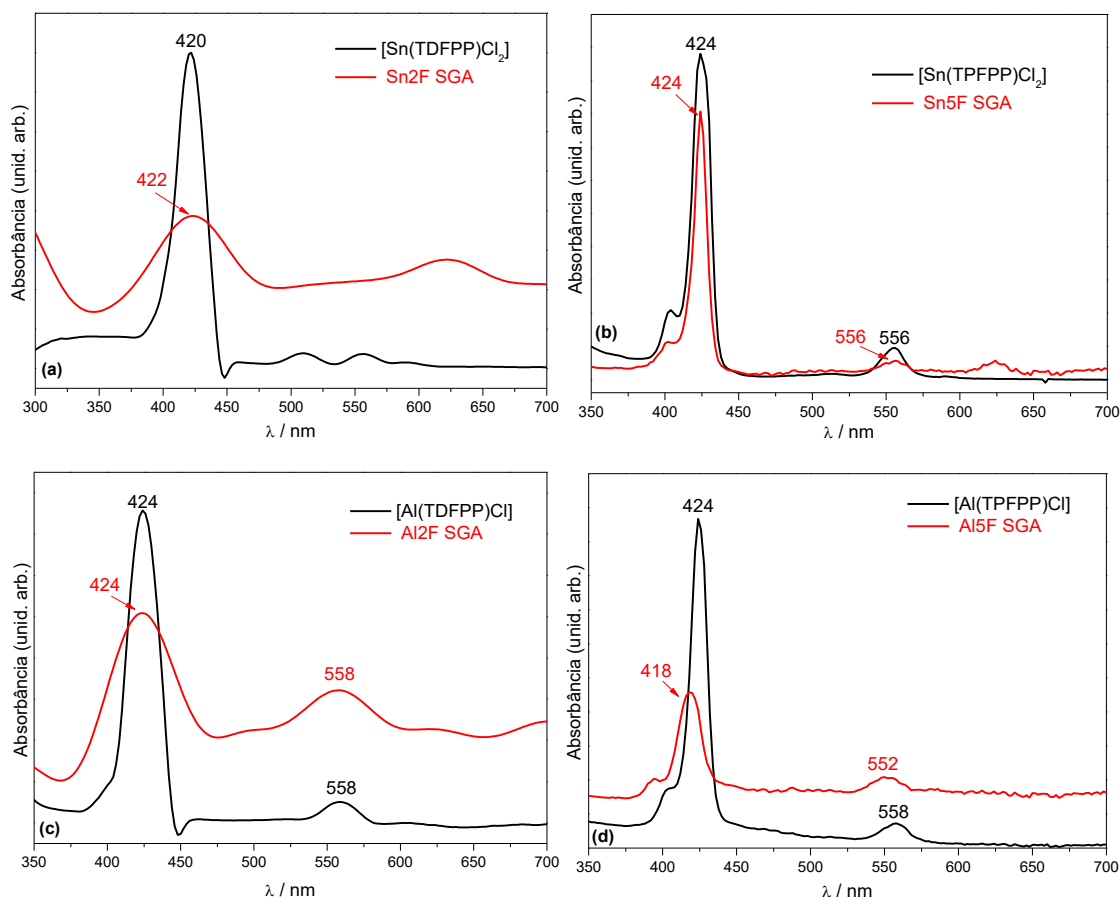 420
[Sn(TDFPP)Cl₂]
Sn2F SGA
422
Absorbância (unid. arb.)
(a)
300 350 400 450 500 550 600 650 700
λ / nm
424
[Sn(TPFPP)Cl₂]
424
Sn5F SGA
Absorbância (unid. arb.)
(b)
556 556
350 400 450 500 550 600 650 700
λ / nm
424
[Al(TDFPP)Cl]
Al2F SGA
424
558
Absorbância (unid. arb.)
558
(c)
350 400 450 500 550 600 650 700
λ / nm
424
[Al(TPFPP)Cl]
Al5F SGA
418
Absorbância (unid. arb.)
552
558
(d)
350 400 450 500 550 600 650 700
λ / nm